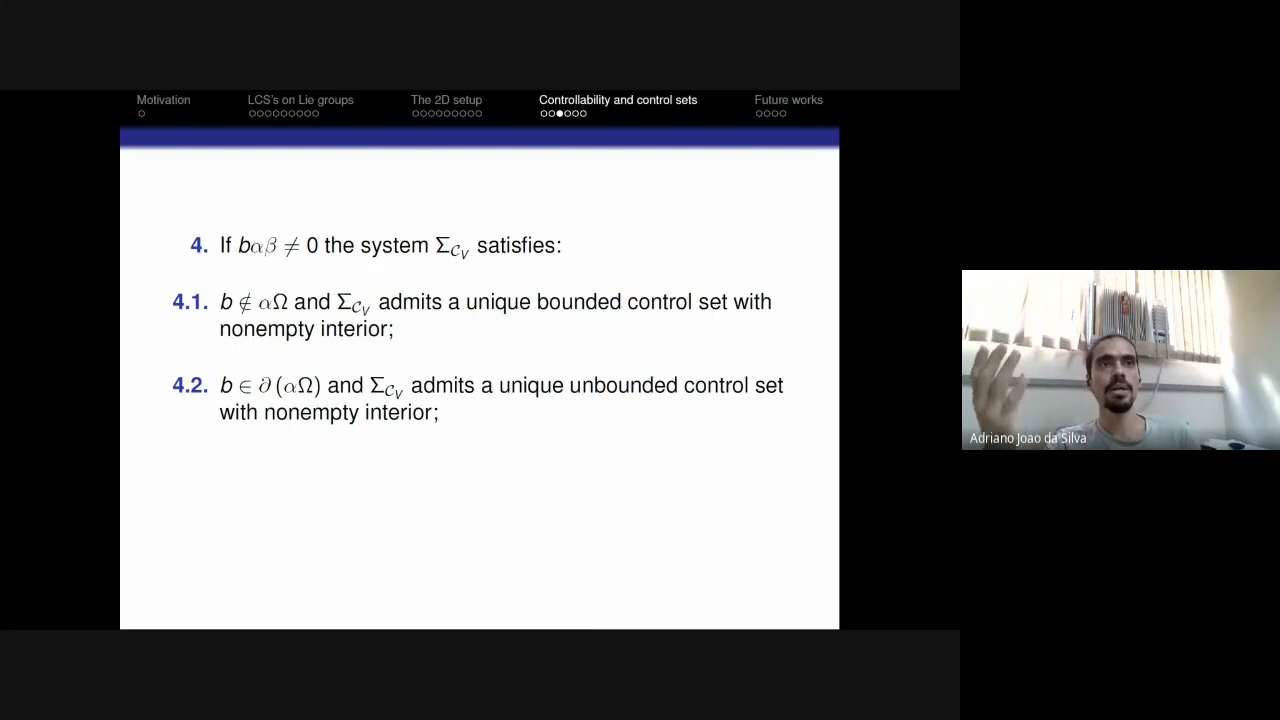 Motivation LCS's on Lie groups The 2D setup Controllability and control sets Future works
4. If bαβ ≠ 0 the system Σ_{C_V} satisfies:
4.1. b ∉ αΩ and Σ_{C_V} admits a unique bounded control set with
nonempty interior;
4.2. b ∈ ∂(αΩ) and Σ_{C_V} admits a unique unbounded control set
with nonempty interior;
Adriano Joao da Silva